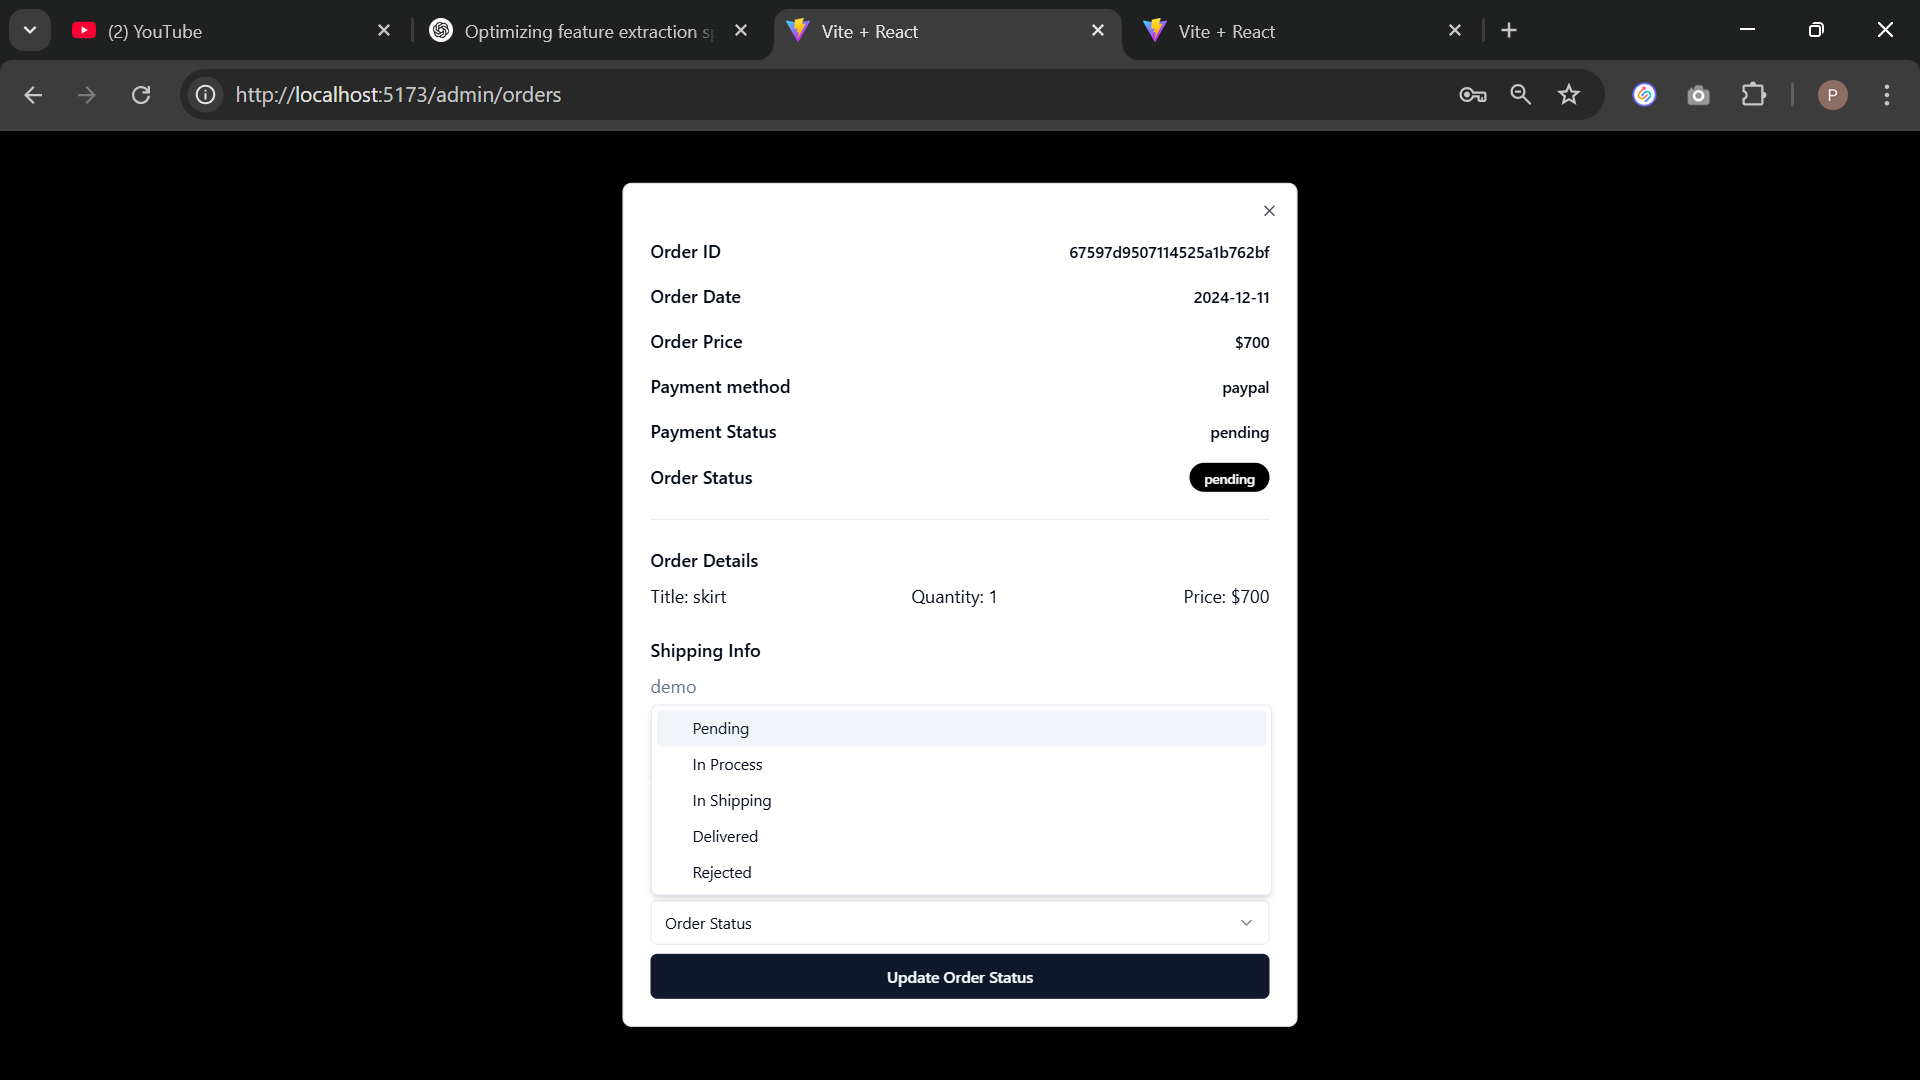 (2) YouTube
Optimizing feature extraction
Vite + React
Vite + React
http://localhost:5173/admin/orders
P
Order ID 67597d9507114525a1b762bf
Order Date 2024-12-11
Order Price $700
Payment method paypal
Payment Status pending
Order Status pending
Order Details
Title: skirt Quantity: 1 Price: $700
Shipping Info
demo
Pending
In Process
In Shipping
Delivered
Rejected
Order Status
Update Order Status